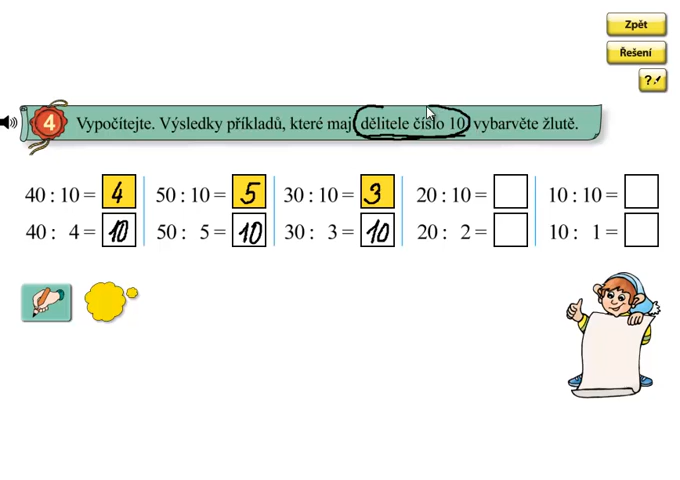 Zpět
Řešení
?
4 Vypočítejte. Výsledky příkladů, které mají dělitele číslo 10, vybarvěte žlutě.
40 : 10 = 4 50 : 10 = 5 30 : 10 = 3 20 : 10 = 10 : 10 =
40 : 4 = 10 50 : 5 = 10 30 : 3 = 10 20 : 2 = 10 : 1 =